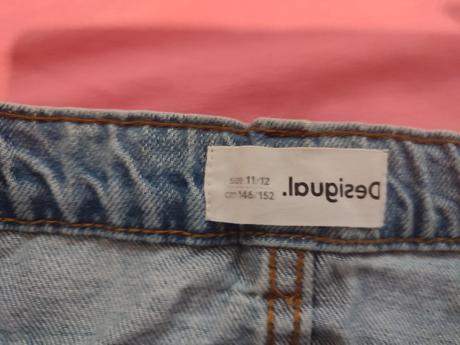 size 11/12
cm 146/152
Desigual.